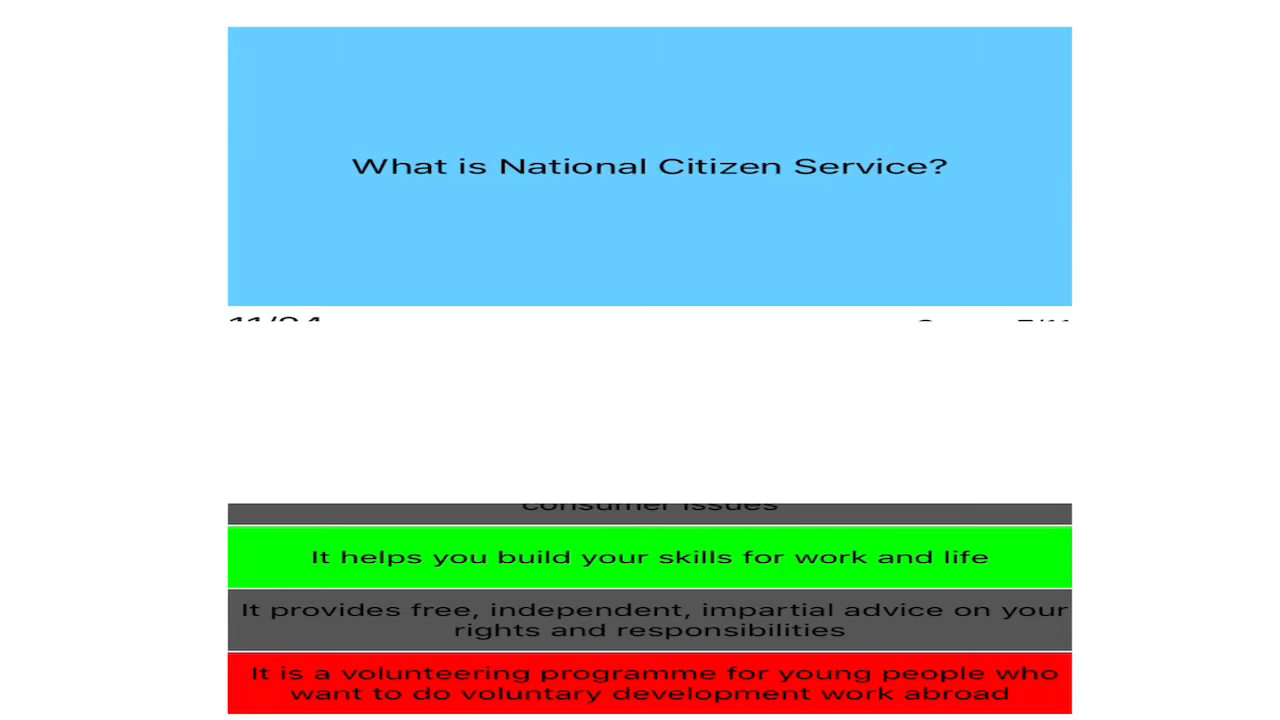 What is National Citizen Service?
consumer issues
It helps you build your skills for work and life
It provides free, independent, impartial advice on your
rights and responsibilities
It is a volunteering programme for young people who
want to do voluntary development work abroad